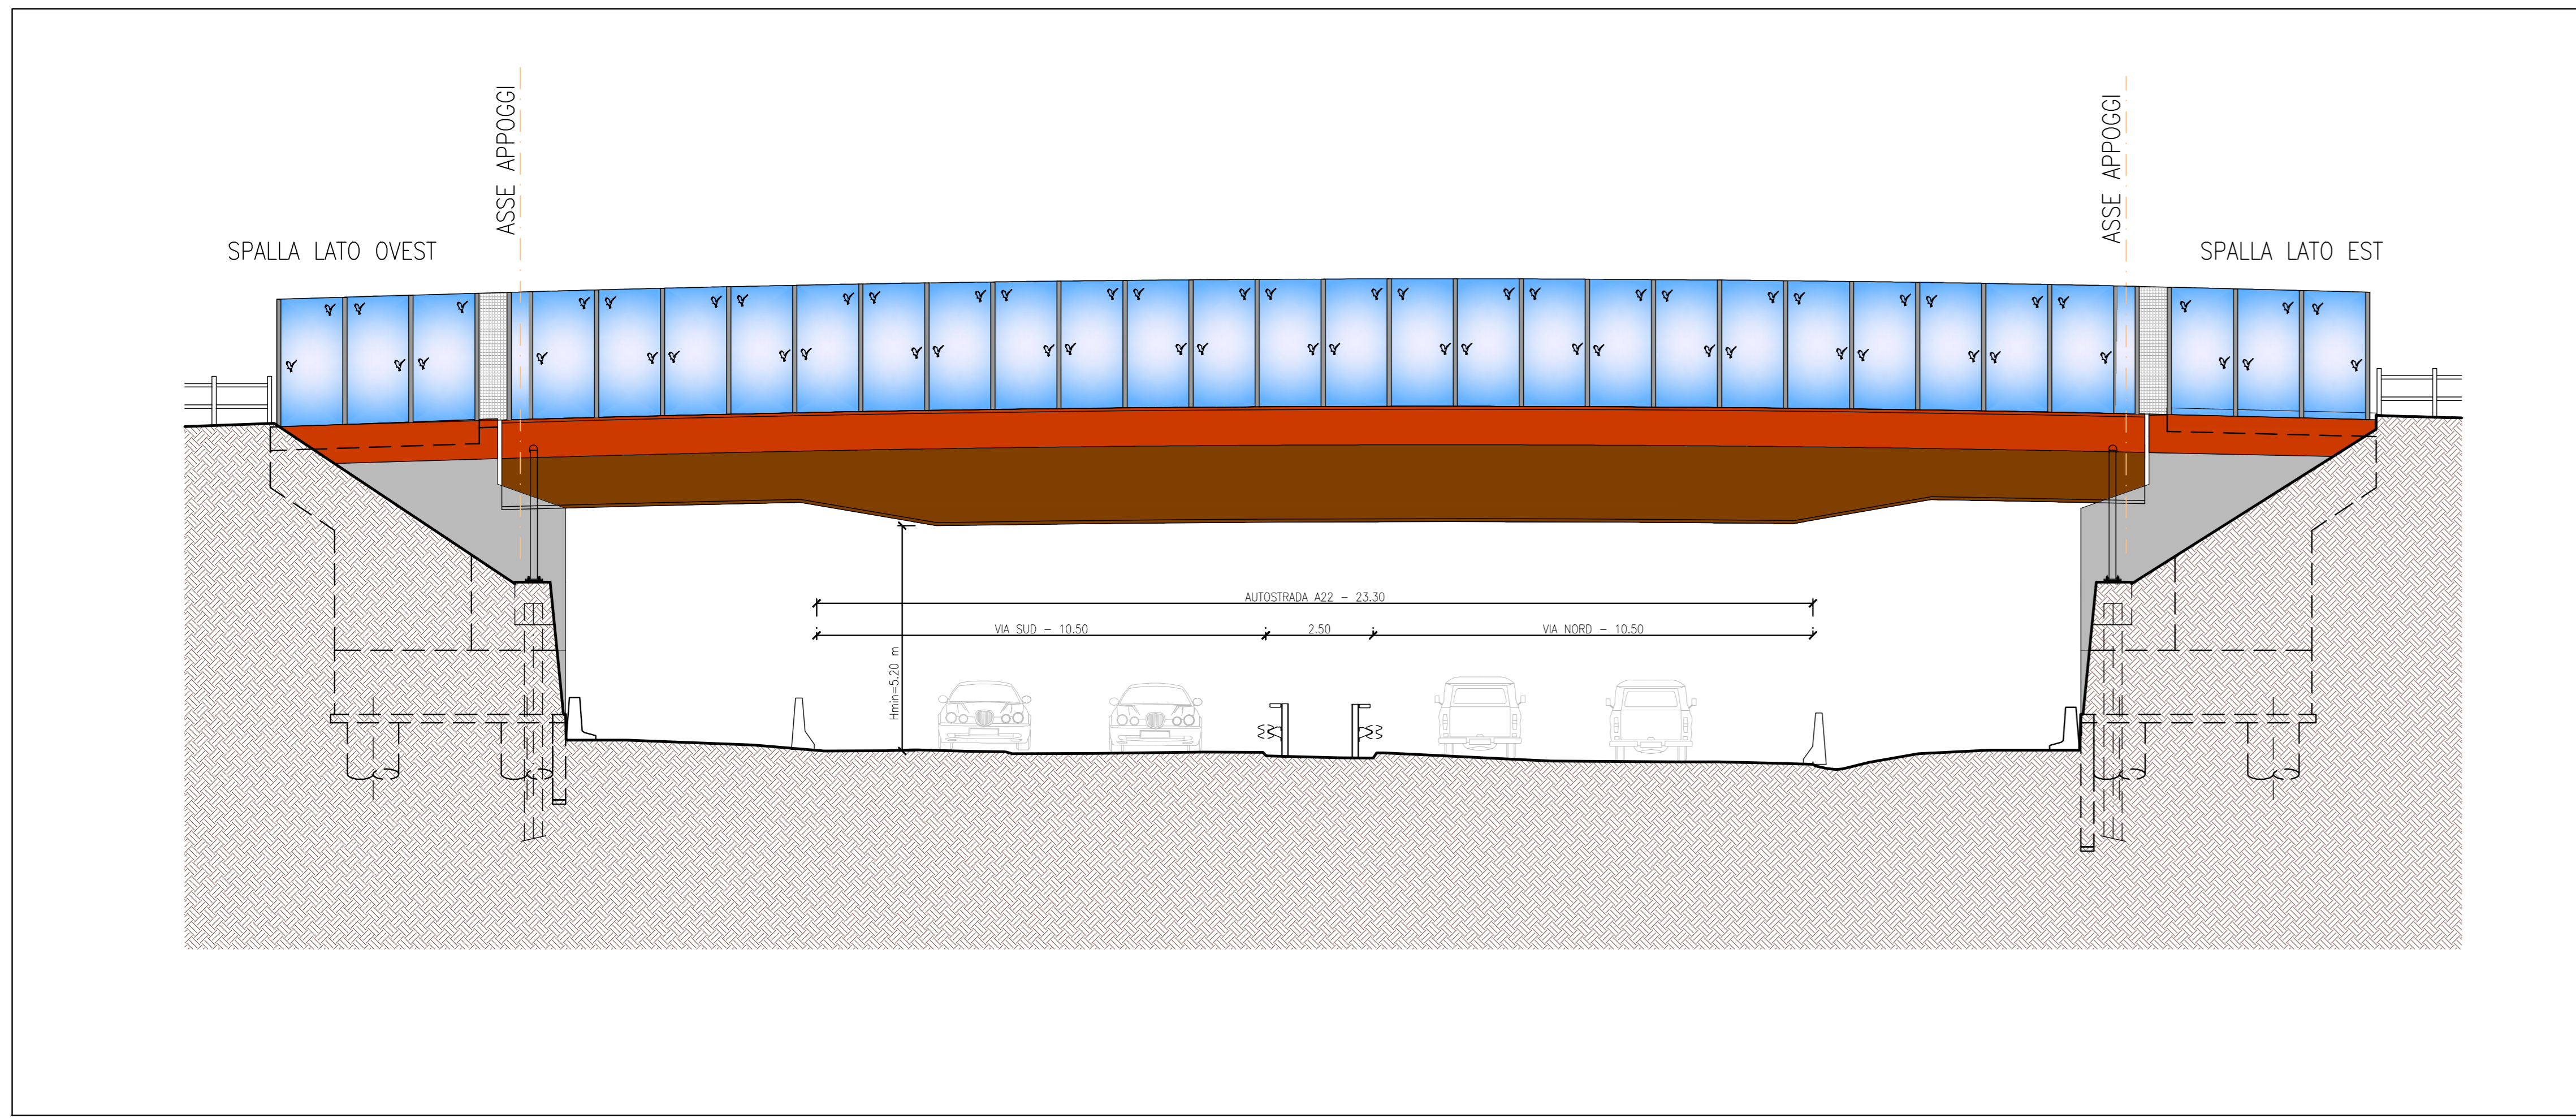 ASSE APPOGGI
ASSE APPOGGI
SPALLA LATO OVEST
SPALLA LATO EST
AUTOSTRADA A22 - 23.30
VIA SUD - 10.50
2.50
VIA NORD - 10.50
Hmin=5.20 m